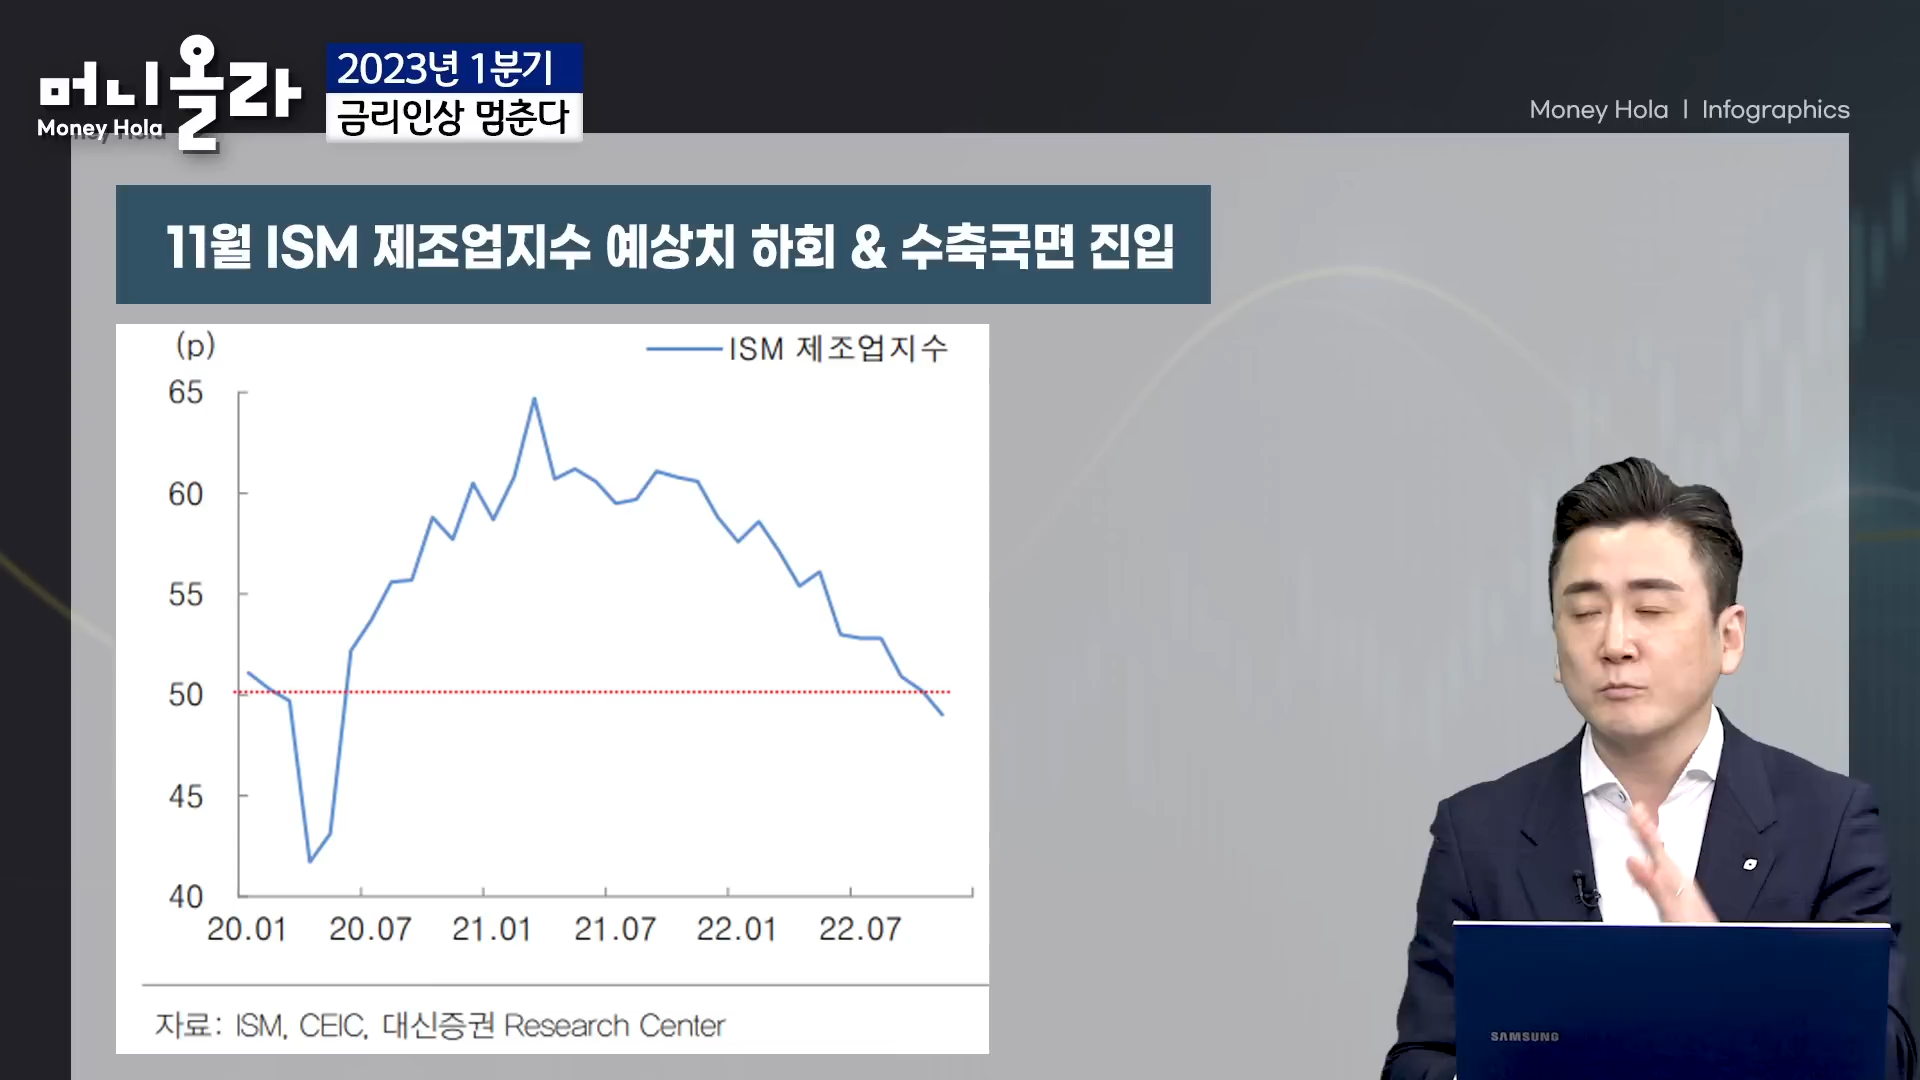 머니올라
Money Hola
2023년 1분기
금리인상 멈춘다
Money Hola | Infographics
11월 ISM 제조업지수 예상치 하회 & 수축국면 진입
(p)
ISM 제조업지수
65
60
55
50
45
40
20.01 20.07 21.01 21.07 22.01 22.07
자료: ISM, CEIC, 대신증권 Research Center
SAMSUNG